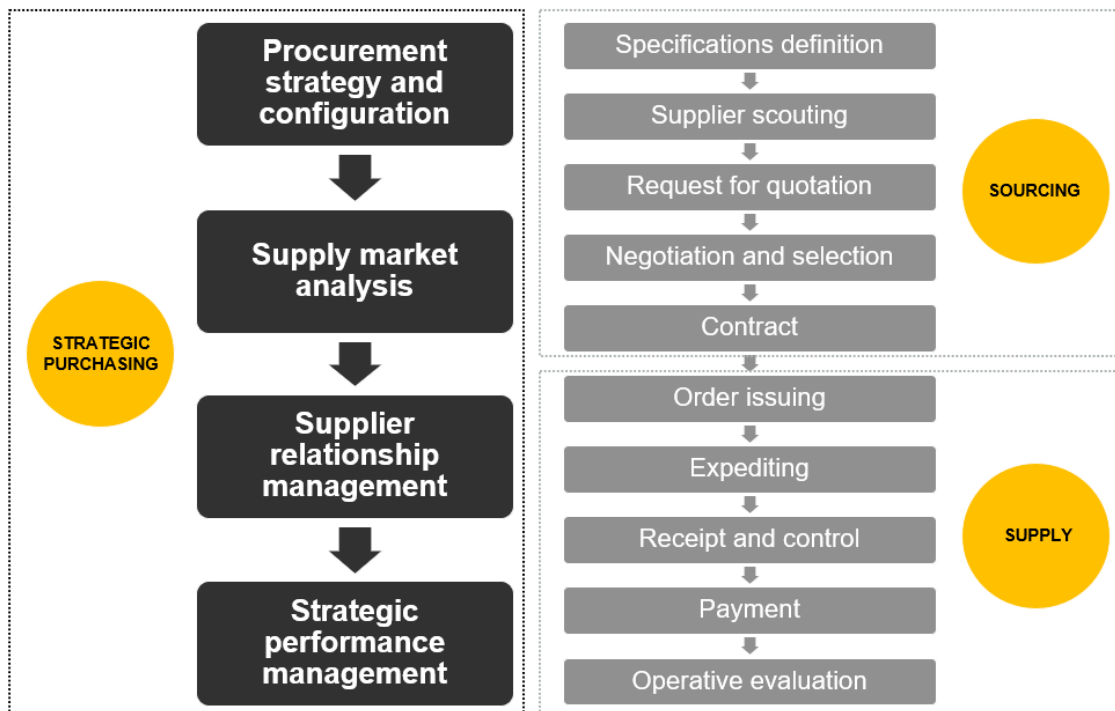 STRATEGIC
PURCHASING
Procurement
strategy and
configuration
Supply market
analysis
Supplier
relationship
management
Strategic
performance
management
Specifications definition
Supplier scouting
Request for quotation
Negotiation and selection
Contract
SOURCING
Order issuing
Expediting
Receipt and control
Payment
Operative evaluation
SUPPLY